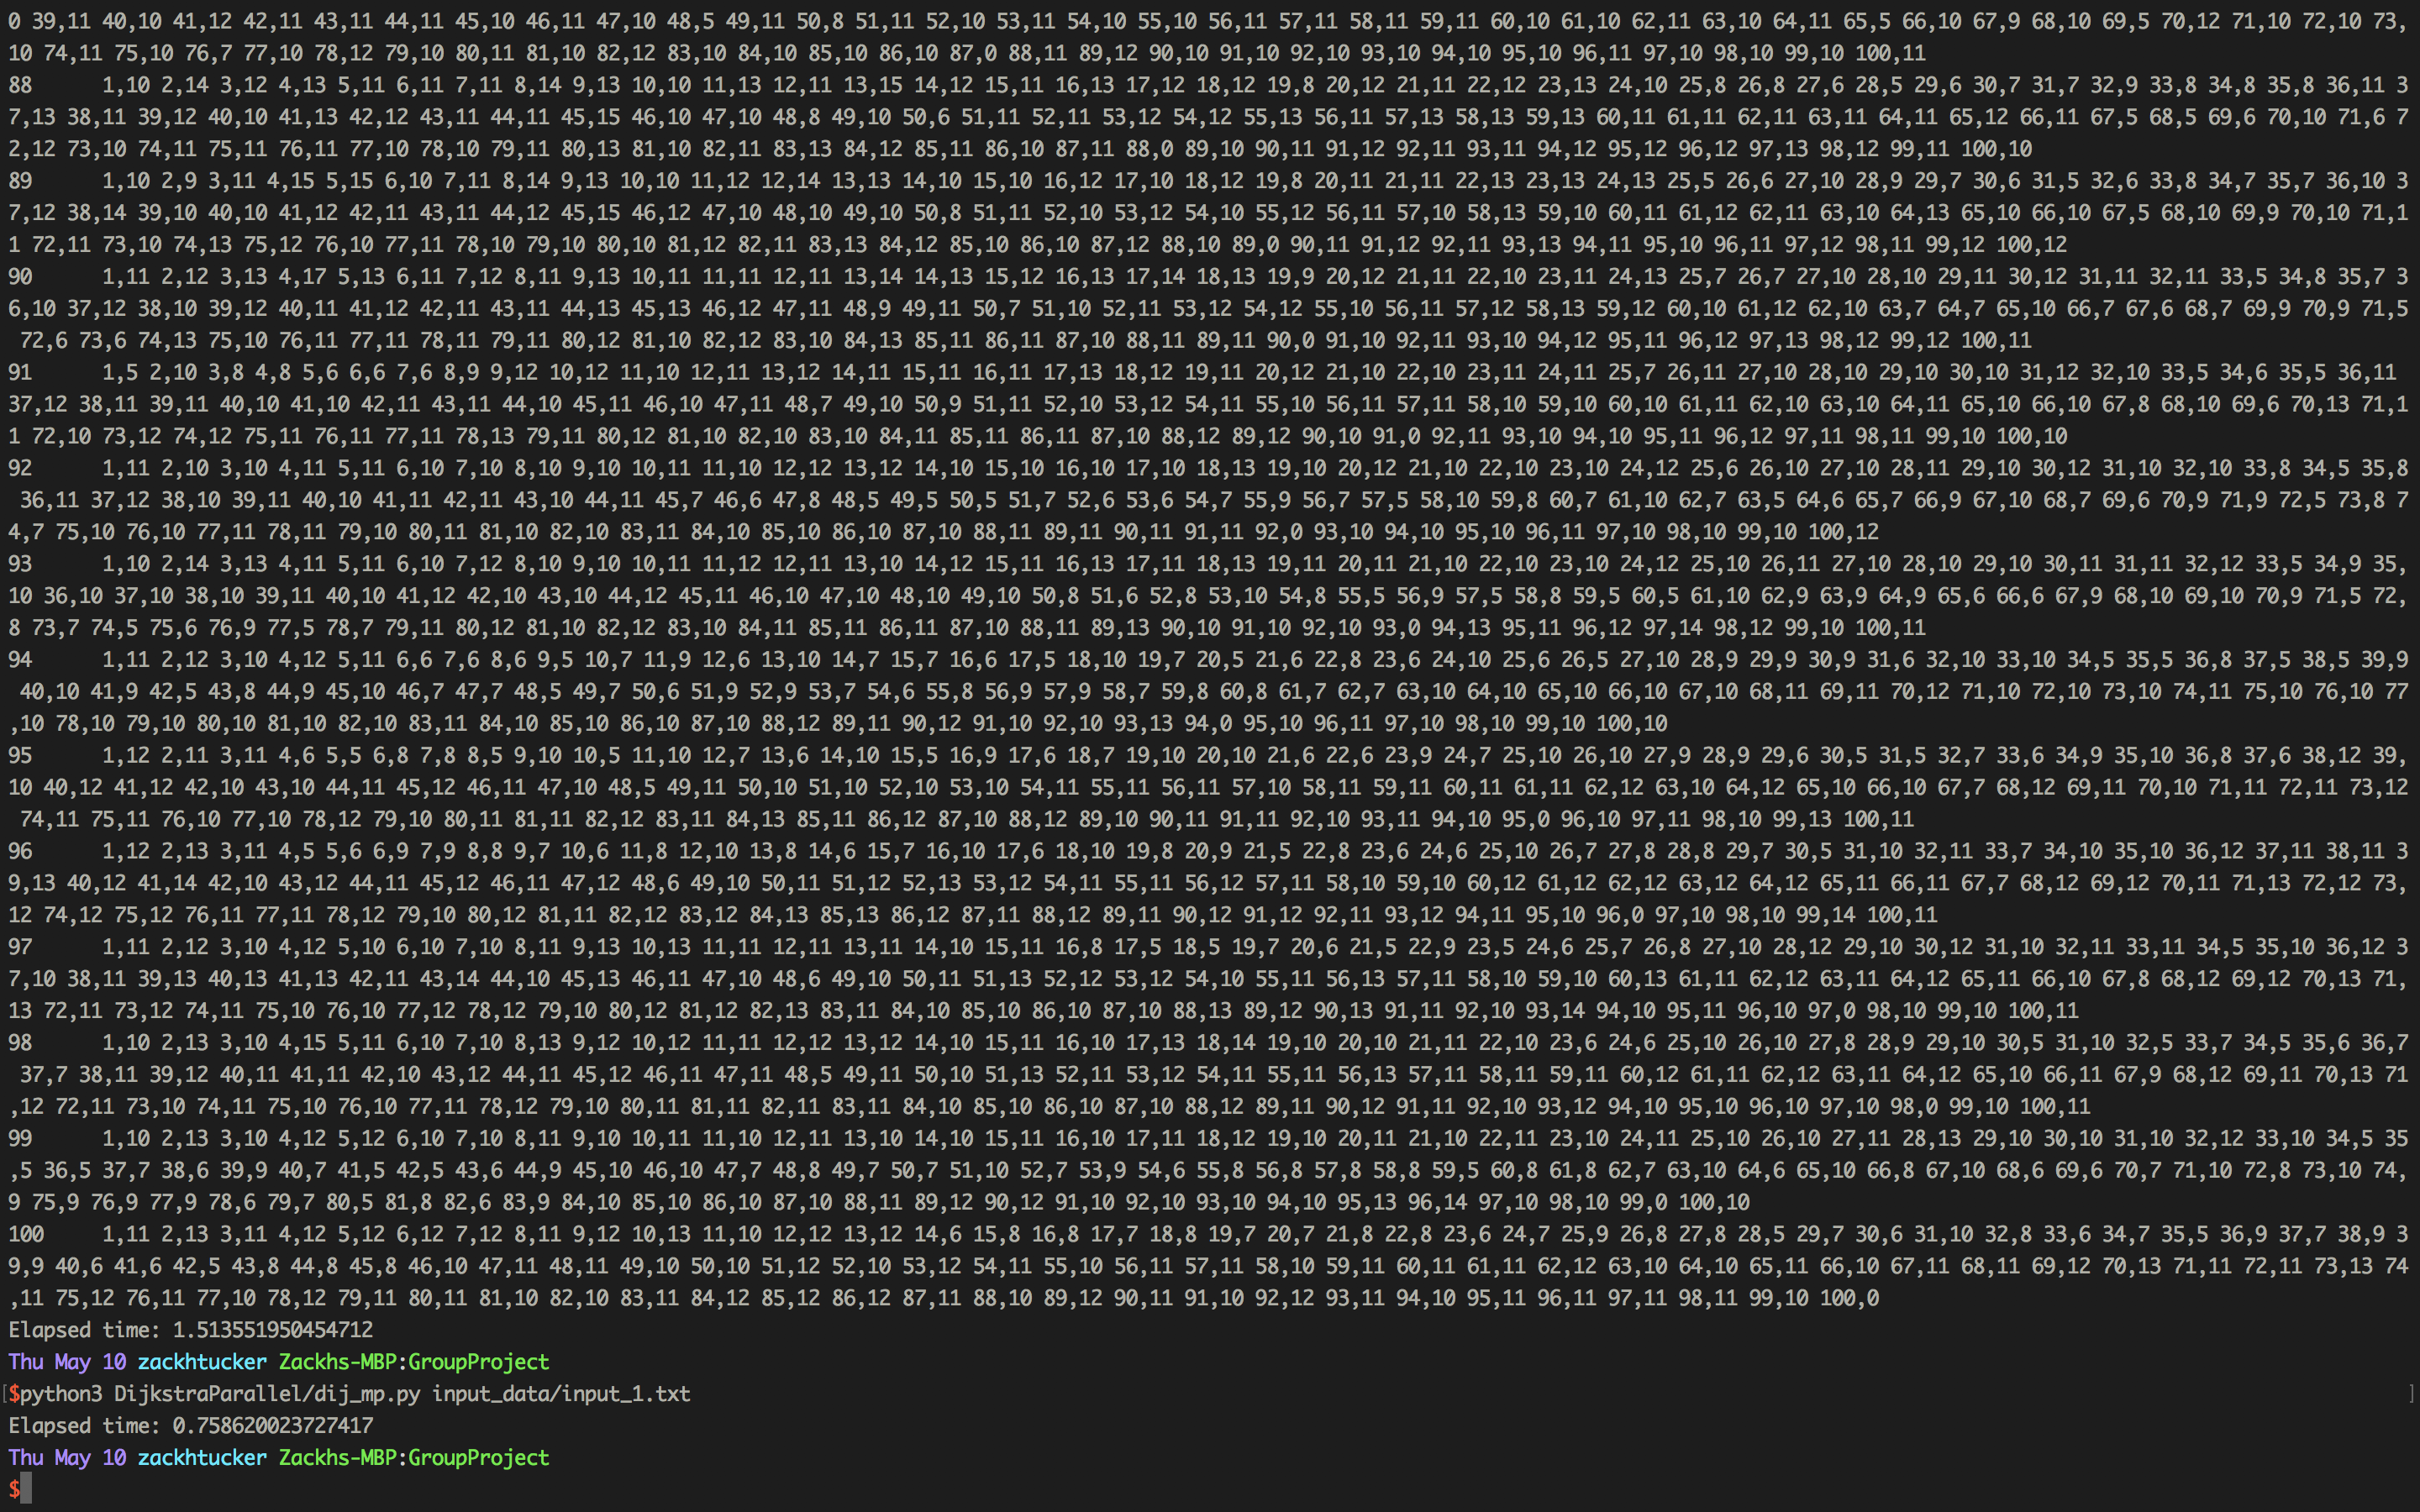 0 39,11 40,10 41,12 42,11 43,11 44,11 45,10 46,11 47,10 48,5 49,11 50,8 51,11 52,10 53,11 54,10 55,10 56,11 57,11 58,11 59,11 60,10 61,10 62,11 63,10 64,11 65,5 66,10 67,9 68,10 69,5 70,12 71,10 72,10 73,
10 74,11 75,10 76,7 77,10 78,12 79,10 80,11 81,10 82,12 83,10 84,10 85,10 86,10 87,0 88,11 89,12 90,10 91,10 92,10 93,10 94,10 95,10 96,11 97,10 98,10 99,10 100,11
88 1,10 2,14 3,12 4,13 5,11 6,11 7,11 8,14 9,13 10,10 11,13 12,11 13,15 14,12 15,11 16,13 17,12 18,12 19,8 20,12 21,11 22,12 23,13 24,10 25,8 26,8 27,6 28,5 29,6 30,7 31,7 32,9 33,8 34,8 35,8 36,11 3
7,13 38,11 39,12 40,10 41,13 42,12 43,11 44,11 45,15 46,10 47,10 48,8 49,10 50,6 51,11 52,11 53,12 54,12 55,13 56,11 57,13 58,13 59,13 60,11 61,11 62,11 63,11 64,11 65,12 66,11 67,5 68,5 69,6 70,10 71,6 7
2,12 73,10 74,11 75,11 76,11 77,10 78,10 79,11 80,13 81,10 82,11 83,13 84,12 85,11 86,10 87,11 88,0 89,10 90,11 91,12 92,11 93,11 94,12 95,12 96,12 97,13 98,12 99,11 100,10
89 1,10 2,9 3,11 4,15 5,15 6,10 7,11 8,14 9,13 10,10 11,12 12,14 13,13 14,10 15,10 16,12 17,10 18,12 19,8 20,11 21,11 22,13 23,13 24,13 25,5 26,6 27,10 28,9 29,7 30,6 31,5 32,6 33,8 34,7 35,7 36,10 3
7,12 38,14 39,10 40,10 41,12 42,11 43,11 44,12 45,15 46,12 47,10 48,10 49,10 50,8 51,11 52,10 53,12 54,10 55,12 56,11 57,10 58,13 59,10 60,11 61,12 62,11 63,10 64,13 65,10 66,10 67,5 68,10 69,9 70,10 71,1
1 72,11 73,10 74,13 75,12 76,10 77,11 78,10 79,10 80,10 81,12 82,11 83,13 84,12 85,10 86,10 87,12 88,10 89,0 90,11 91,12 92,11 93,13 94,11 95,10 96,11 97,12 98,11 99,12 100,12
90 1,11 2,12 3,13 4,17 5,13 6,11 7,12 8,11 9,13 10,11 11,11 12,11 13,14 14,13 15,12 16,13 17,14 18,13 19,9 20,12 21,11 22,10 23,11 24,13 25,7 26,7 27,10 28,10 29,11 30,12 31,11 32,11 33,5 34,8 35,7 3
6,10 37,12 38,10 39,12 40,11 41,12 42,11 43,11 44,13 45,13 46,12 47,11 48,9 49,11 50,7 51,10 52,11 53,12 54,12 55,10 56,11 57,12 58,13 59,12 60,10 61,12 62,10 63,7 64,7 65,10 66,7 67,6 68,7 69,9 70,9 71,5
72,6 73,6 74,13 75,10 76,11 77,11 78,11 79,11 80,12 81,10 82,12 83,10 84,13 85,11 86,11 87,10 88,11 89,11 90,0 91,10 92,11 93,10 94,12 95,11 96,12 97,13 98,12 99,12 100,11
91 1,5 2,10 3,8 4,8 5,6 6,6 7,6 8,9 9,12 10,12 11,10 12,11 13,12 14,11 15,11 16,11 17,13 18,12 19,11 20,12 21,10 22,10 23,11 24,11 25,7 26,11 27,10 28,10 29,10 30,10 31,12 32,10 33,5 34,6 35,5 36,11
37,12 38,11 39,11 40,10 41,10 42,11 43,11 44,10 45,11 46,10 47,11 48,7 49,10 50,9 51,11 52,10 53,12 54,11 55,10 56,11 57,11 58,10 59,10 60,10 61,11 62,10 63,10 64,11 65,10 66,10 67,8 68,10 69,6 70,13 71,1
1 72,10 73,12 74,12 75,11 76,11 77,11 78,13 79,11 80,12 81,10 82,10 83,10 84,11 85,11 86,11 87,10 88,12 89,12 90,10 91,0 92,11 93,10 94,10 95,11 96,12 97,11 98,11 99,10 100,10
92 1,11 2,10 3,10 4,11 5,11 6,10 7,10 8,10 9,10 10,11 11,10 12,12 13,12 14,10 15,10 16,10 17,10 18,13 19,10 20,12 21,10 22,10 23,10 24,12 25,6 26,10 27,10 28,11 29,10 30,12 31,10 32,10 33,8 34,5 35,8
36,11 37,12 38,10 39,11 40,10 41,11 42,11 43,10 44,11 45,7 46,6 47,8 48,5 49,5 50,5 51,7 52,6 53,6 54,7 55,9 56,7 57,5 58,10 59,8 60,7 61,10 62,7 63,5 64,6 65,7 66,9 67,10 68,7 69,6 70,9 71,9 72,5 73,8 7
4,7 75,10 76,10 77,11 78,11 79,10 80,11 81,10 82,10 83,11 84,10 85,10 86,10 87,10 88,11 89,11 90,11 91,11 92,0 93,10 94,10 95,10 96,11 97,10 98,10 99,10 100,12
93 1,10 2,14 3,13 4,11 5,11 6,10 7,12 8,10 9,10 10,11 11,12 12,11 13,10 14,12 15,11 16,13 17,11 18,13 19,11 20,11 21,10 22,10 23,10 24,12 25,10 26,11 27,10 28,10 29,10 30,11 31,11 32,12 33,5 34,9 35,
10 36,10 37,10 38,10 39,11 40,10 41,12 42,10 43,10 44,12 45,11 46,10 47,10 48,10 49,10 50,8 51,6 52,8 53,10 54,8 55,5 56,9 57,5 58,8 59,5 60,5 61,10 62,9 63,9 64,9 65,6 66,6 67,9 68,10 69,10 70,9 71,5 72,
8 73,7 74,5 75,6 76,9 77,5 78,7 79,11 80,12 81,10 82,12 83,10 84,11 85,11 86,11 87,10 88,11 89,13 90,10 91,10 92,10 93,0 94,13 95,11 96,12 97,14 98,12 99,10 100,11
94 1,11 2,12 3,10 4,12 5,11 6,6 7,6 8,6 9,5 10,7 11,9 12,6 13,10 14,7 15,7 16,6 17,5 18,10 19,7 20,5 21,6 22,8 23,6 24,10 25,6 26,5 27,10 28,9 29,9 30,9 31,6 32,10 33,10 34,5 35,5 36,8 37,5 38,5 39,9
40,10 41,9 42,5 43,8 44,9 45,10 46,7 47,7 48,5 49,7 50,6 51,9 52,9 53,7 54,6 55,8 56,9 57,9 58,7 59,8 60,8 61,7 62,7 63,10 64,10 65,10 66,10 67,10 68,11 69,11 70,12 71,10 72,10 73,10 74,11 75,10 76,10 77
,10 78,10 79,10 80,10 81,10 82,10 83,11 84,10 85,10 86,10 87,10 88,12 89,11 90,12 91,10 92,10 93,13 94,0 95,10 96,11 97,10 98,10 99,10 100,10
95 1,12 2,11 3,11 4,6 5,5 6,8 7,8 8,5 9,10 10,5 11,10 12,7 13,6 14,10 15,5 16,9 17,6 18,7 19,10 20,10 21,6 22,6 23,9 24,7 25,10 26,10 27,9 28,9 29,6 30,5 31,5 32,7 33,6 34,9 35,10 36,8 37,6 38,12 39,
10 40,12 41,12 42,10 43,10 44,11 45,12 46,11 47,10 48,5 49,11 50,10 51,10 52,10 53,10 54,11 55,11 56,11 57,10 58,11 59,11 60,11 61,11 62,12 63,10 64,12 65,10 66,10 67,7 68,12 69,11 70,10 71,11 72,11 73,12
74,11 75,11 76,10 77,10 78,12 79,10 80,11 81,11 82,12 83,11 84,13 85,11 86,12 87,10 88,12 89,10 90,11 91,11 92,10 93,11 94,10 95,0 96,10 97,11 98,10 99,13 100,11
96 1,12 2,13 3,11 4,5 5,6 6,9 7,9 8,8 9,7 10,6 11,8 12,10 13,8 14,6 15,7 16,10 17,6 18,10 19,8 20,9 21,5 22,8 23,6 24,6 25,10 26,7 27,8 28,8 29,7 30,5 31,10 32,11 33,7 34,10 35,10 36,12 37,11 38,11 3
9,13 40,12 41,14 42,10 43,12 44,11 45,12 46,11 47,12 48,6 49,10 50,11 51,12 52,13 53,12 54,11 55,11 56,12 57,11 58,10 59,10 60,12 61,12 62,12 63,12 64,12 65,11 66,11 67,7 68,12 69,12 70,11 71,13 72,12 73,
12 74,12 75,12 76,11 77,11 78,12 79,10 80,12 81,11 82,12 83,12 84,13 85,13 86,12 87,11 88,12 89,11 90,12 91,12 92,11 93,12 94,11 95,10 96,0 97,10 98,10 99,14 100,11
97 1,11 2,12 3,10 4,12 5,10 6,10 7,10 8,11 9,13 10,13 11,11 12,11 13,11 14,10 15,11 16,8 17,5 18,5 19,7 20,6 21,5 22,9 23,5 24,6 25,7 26,8 27,10 28,12 29,10 30,12 31,10 32,11 33,11 34,5 35,10 36,12 3
7,10 38,11 39,13 40,13 41,13 42,11 43,14 44,10 45,13 46,11 47,10 48,6 49,10 50,11 51,13 52,12 53,12 54,10 55,11 56,13 57,11 58,10 59,10 60,13 61,11 62,12 63,11 64,12 65,11 66,10 67,8 68,12 69,12 70,13 71,
13 72,11 73,12 74,11 75,10 76,10 77,12 78,12 79,10 80,12 81,12 82,13 83,11 84,10 85,10 86,10 87,10 88,13 89,12 90,13 91,11 92,10 93,14 94,10 95,11 96,10 97,0 98,10 99,10 100,11
98 1,10 2,13 3,10 4,15 5,11 6,10 7,10 8,13 9,12 10,12 11,11 12,12 13,12 14,10 15,11 16,10 17,13 18,14 19,10 20,10 21,11 22,10 23,6 24,6 25,10 26,10 27,8 28,9 29,10 30,5 31,10 32,5 33,7 34,5 35,6 36,7
37,7 38,11 39,12 40,11 41,11 42,10 43,12 44,11 45,12 46,11 47,11 48,5 49,11 50,10 51,13 52,11 53,12 54,11 55,11 56,13 57,11 58,11 59,11 60,12 61,11 62,12 63,11 64,12 65,10 66,11 67,9 68,12 69,11 70,13 71
,12 72,11 73,10 74,11 75,10 76,10 77,11 78,12 79,10 80,11 81,11 82,11 83,11 84,10 85,10 86,10 87,10 88,12 89,11 90,12 91,11 92,10 93,12 94,10 95,10 96,10 97,10 98,0 99,10 100,11
99 1,10 2,13 3,10 4,12 5,12 6,10 7,10 8,11 9,10 10,11 11,10 12,11 13,10 14,10 15,11 16,10 17,11 18,12 19,10 20,11 21,10 22,11 23,10 24,11 25,10 26,10 27,11 28,13 29,10 30,10 31,10 32,12 33,10 34,5 35
,5 36,5 37,7 38,6 39,9 40,7 41,5 42,5 43,6 44,9 45,10 46,10 47,7 48,8 49,7 50,7 51,10 52,7 53,9 54,6 55,8 56,8 57,8 58,8 59,5 60,8 61,8 62,7 63,10 64,6 65,10 66,8 67,10 68,6 69,6 70,7 71,10 72,8 73,10 74,
9 75,9 76,9 77,9 78,6 79,7 80,5 81,8 82,6 83,9 84,10 85,10 86,10 87,10 88,11 89,12 90,12 91,10 92,10 93,10 94,10 95,13 96,14 97,10 98,10 99,0 100,10
100 1,11 2,13 3,11 4,12 5,12 6,12 7,12 8,11 9,12 10,13 11,10 12,12 13,12 14,6 15,8 16,8 17,7 18,8 19,7 20,7 21,8 22,8 23,6 24,7 25,9 26,8 27,8 28,5 29,7 30,6 31,10 32,8 33,6 34,7 35,5 36,9 37,7 38,9 3
9,9 40,6 41,6 42,5 43,8 44,8 45,8 46,10 47,11 48,11 49,10 50,10 51,12 52,10 53,12 54,11 55,10 56,11 57,11 58,10 59,11 60,11 61,11 62,12 63,10 64,10 65,11 66,10 67,11 68,11 69,12 70,13 71,11 72,11 73,13 74
,11 75,12 76,11 77,10 78,12 79,11 80,11 81,10 82,10 83,11 84,12 85,12 86,12 87,11 88,10 89,12 90,11 91,10 92,12 93,11 94,10 95,11 96,11 97,11 98,11 99,10 100,0
Elapsed time: 1.513551950454712
Thu May 10 zackhtucker Zackhs-MBP:GroupProject
[$python3 DijkstraParallel/dij_mp.py input_data/input_1.txt ]
Elapsed time: 0.758620023727417
Thu May 10 zackhtucker Zackhs-MBP:GroupProject
$